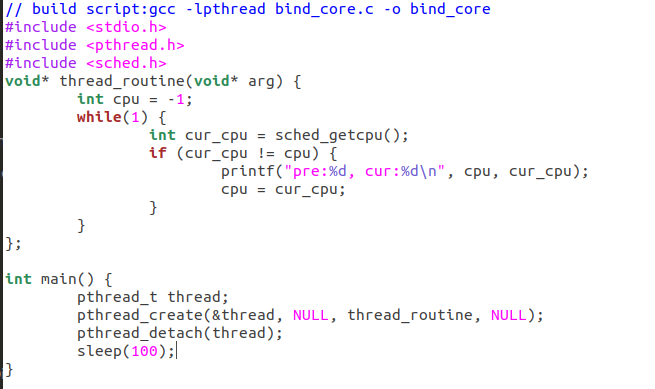 // build script:gcc -lpthread bind_core.c -o bind_core
#include <stdio.h>
#include <pthread.h>
#include <sched.h>
void* thread_routine(void* arg) {
        int cpu = -1;
        while(1) {
                int cur_cpu = sched_getcpu();
                if (cur_cpu != cpu) {
                        printf("pre:%d, cur:%d\n", cpu, cur_cpu);
                        cpu = cur_cpu;
                }
        }
};

int main() {
        pthread_t thread;
        pthread_create(&thread, NULL, thread_routine, NULL);
        pthread_detach(thread);
        sleep(100);
}